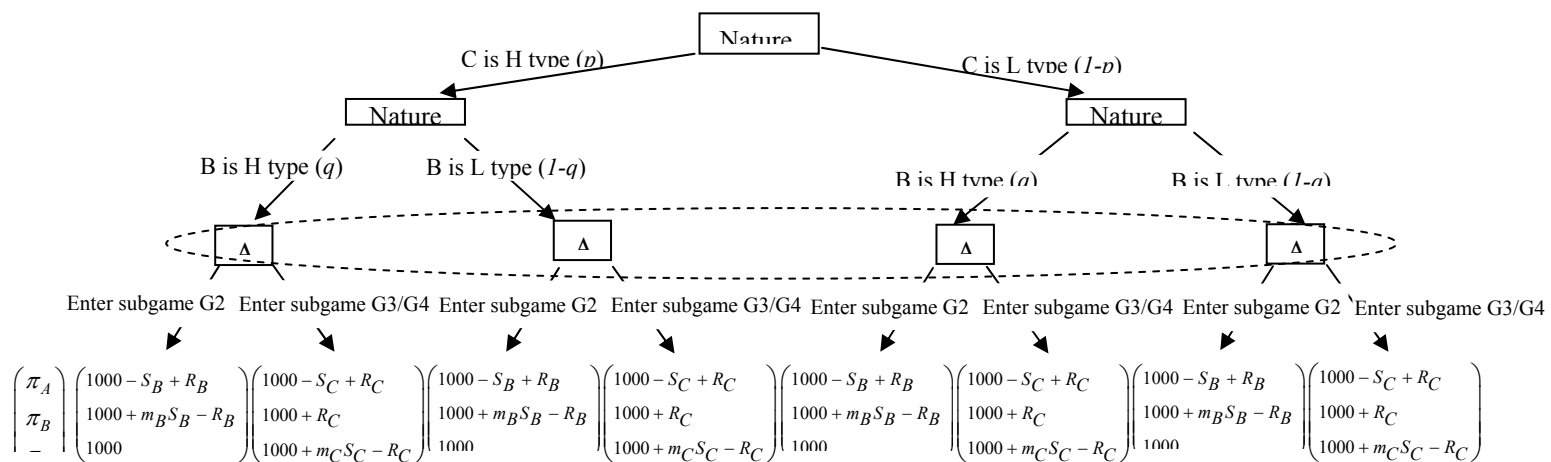 Nature
C is H type (p)
C is L type (1-p)
Nature
Nature
B is H type (q)
B is L type (1-q)
B is H type (q)
B is L type (1-q)
Enter subgame G2
Enter subgame G3/G4
Enter subgame G2
Enter subgame G3/G4
Enter subgame G2
Enter subgame G3/G4
Enter subgame G2
Enter subgame G3/G4
π_A
π_B
1000 − S_B + R_B
1000 + m_B S_B − R_B
1000
1000 − S_C + R_C
1000 + R_C
1000 + m_C S_C − R_C
1000 − S_B + R_B
1000 + m_B S_B − R_B
1000
1000 − S_C + R_C
1000 + R_C
1000 + m_C S_C − R_C
1000 − S_B + R_B
1000 + m_B S_B − R_B
1000
1000 − S_C + R_C
1000 + R_C
1000 + m_C S_C − R_C
1000 − S_B + R_B
1000 + m_B S_B − R_B
1000
1000 − S_C + R_C
1000 + R_C
1000 + m_C S_C − R_C